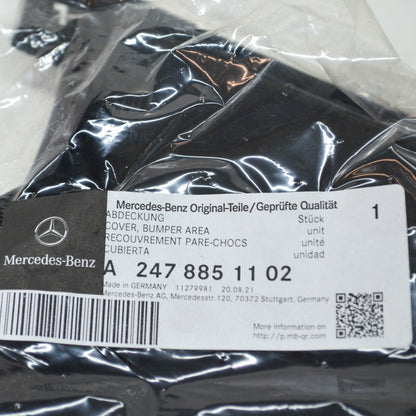 Mercedes-Benz Original-Teile/Geprüfte Qualität
ABDECKUNG Stück 1
COVER, BUMPER AREA unit
RECOUVREMENT PARE-CHOCS unité
CUBIERTA unidad
Mercedes-Benz
A 247 885 11 02
Made in GERMANY 11279981 20.08.21
Mercedes-Benz AG, Mercedesstr.120, 70372 Stuttgart, Germany
More information on
http://p.mb-qr.com